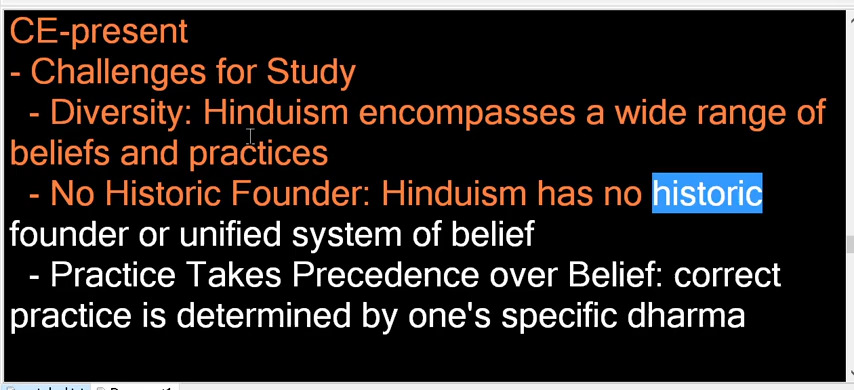 CE-present
- Challenges for Study
- Diversity: Hinduism encompasses a wide range of
beliefs and practices
- No Historic Founder: Hinduism has no historic
founder or unified system of belief
- Practice Takes Precedence over Belief: correct
practice is determined by one's specific dharma